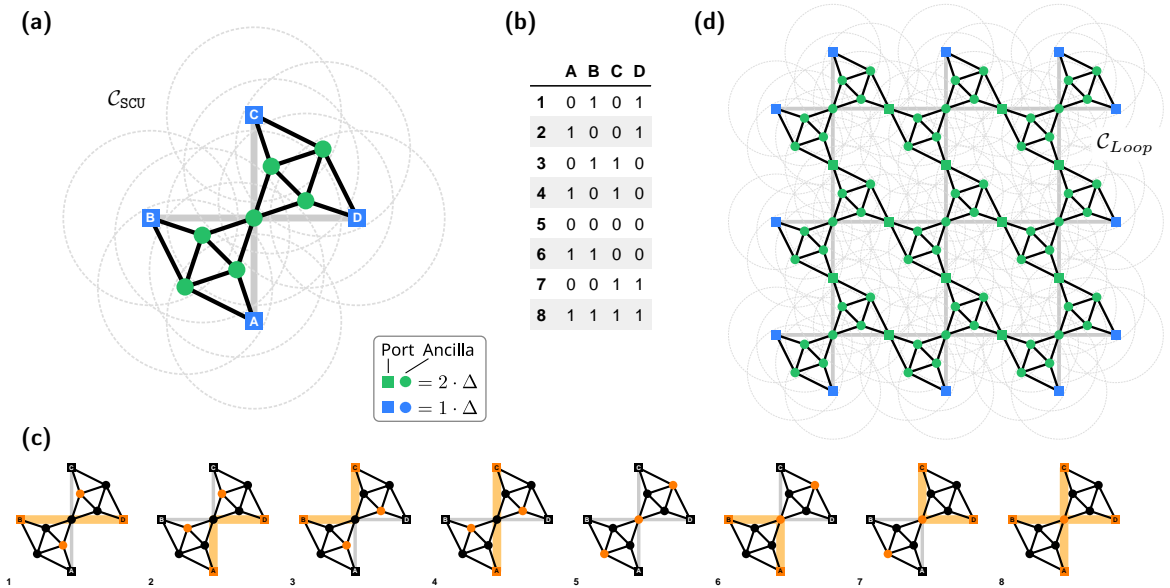 (a)
𝒞SCU
C
B
D
A
Port Ancilla
= 2 · Δ
= 1 · Δ
(b)
A B C D
1 0 1 0 1
2 1 0 0 1
3 0 1 1 0
4 1 0 1 0
5 0 0 0 0
6 1 1 0 0
7 0 0 1 1
8 1 1 1 1
(d)
𝒞Loop
(c)
C C C C C C C C
B D B D B D B D B D B D B D B D
A A A A A A A A
1 2 3 4 5 6 7 8